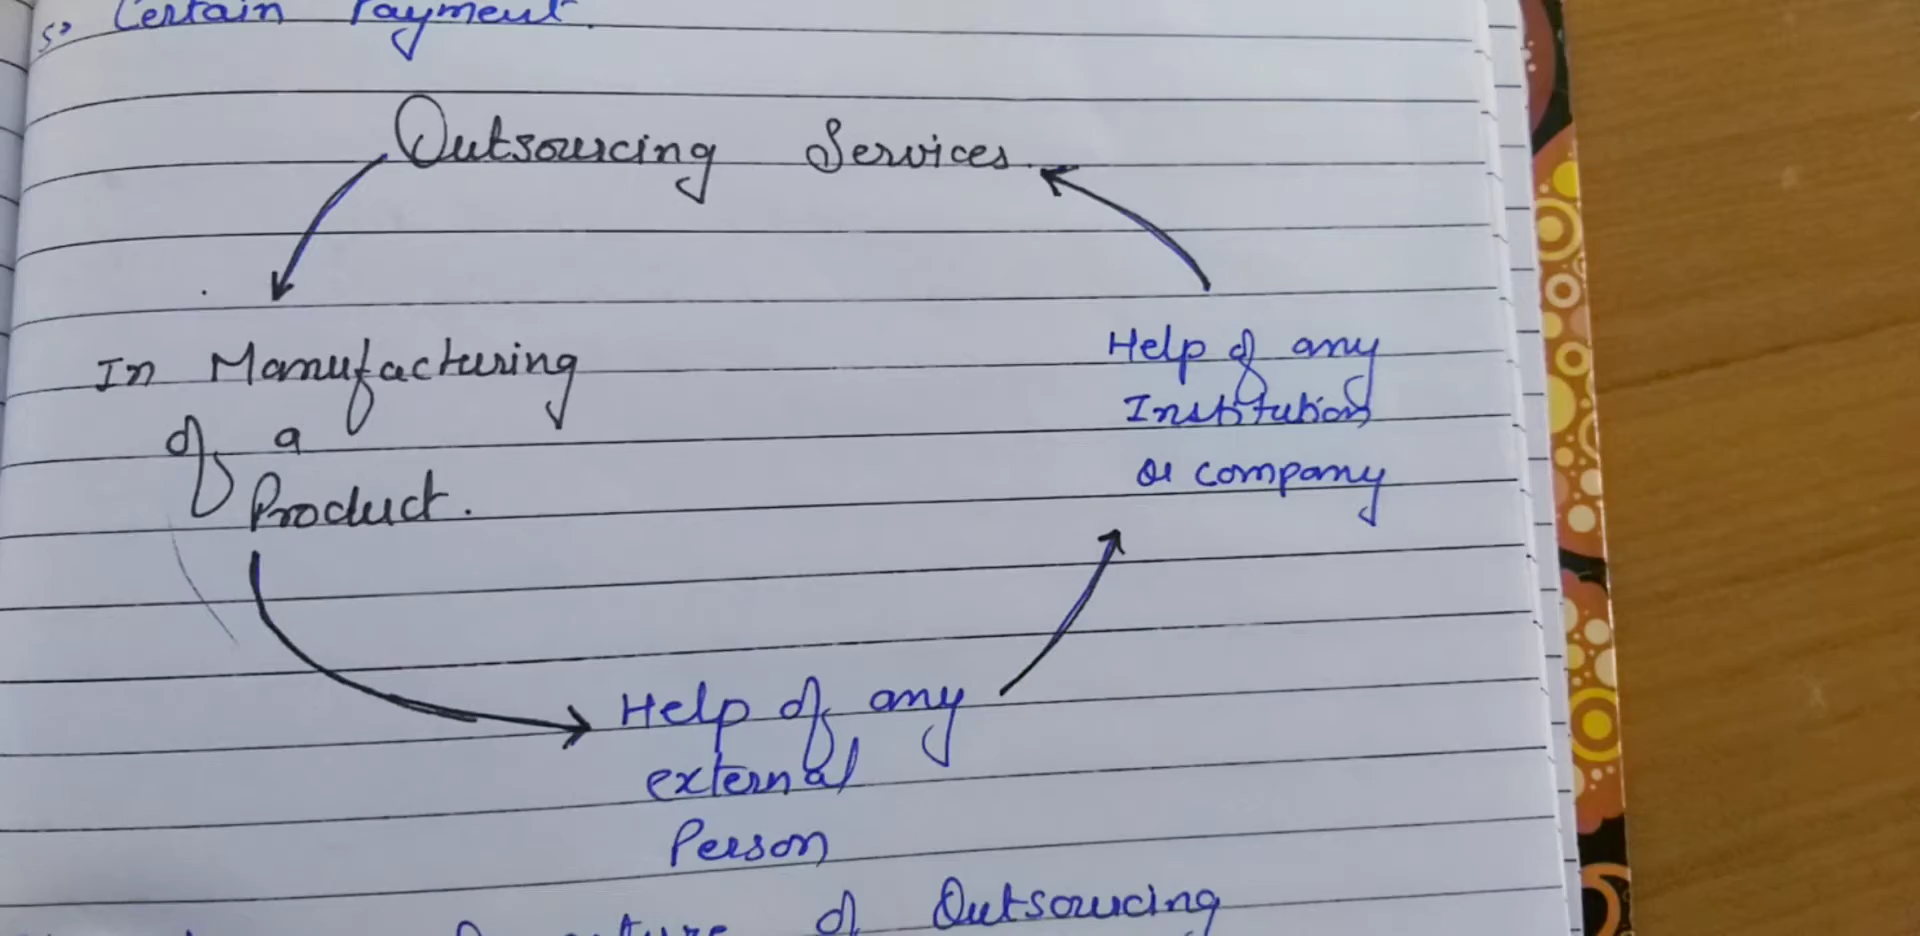 5) Certain Payment.
Outsourcing Services.
In Manufacturing
of a
Product.
Help of any
Institution
or company
Help of any
external
Person
of Outsourcing